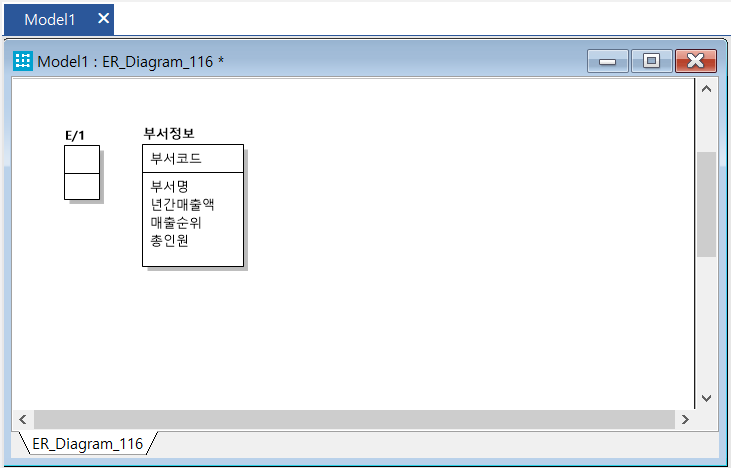 Model1
Model1 : ER_Diagram_116 *
E/1
부서정보
부서코드
부서명
년간매출액
매출순위
총인원
ER_Diagram_116